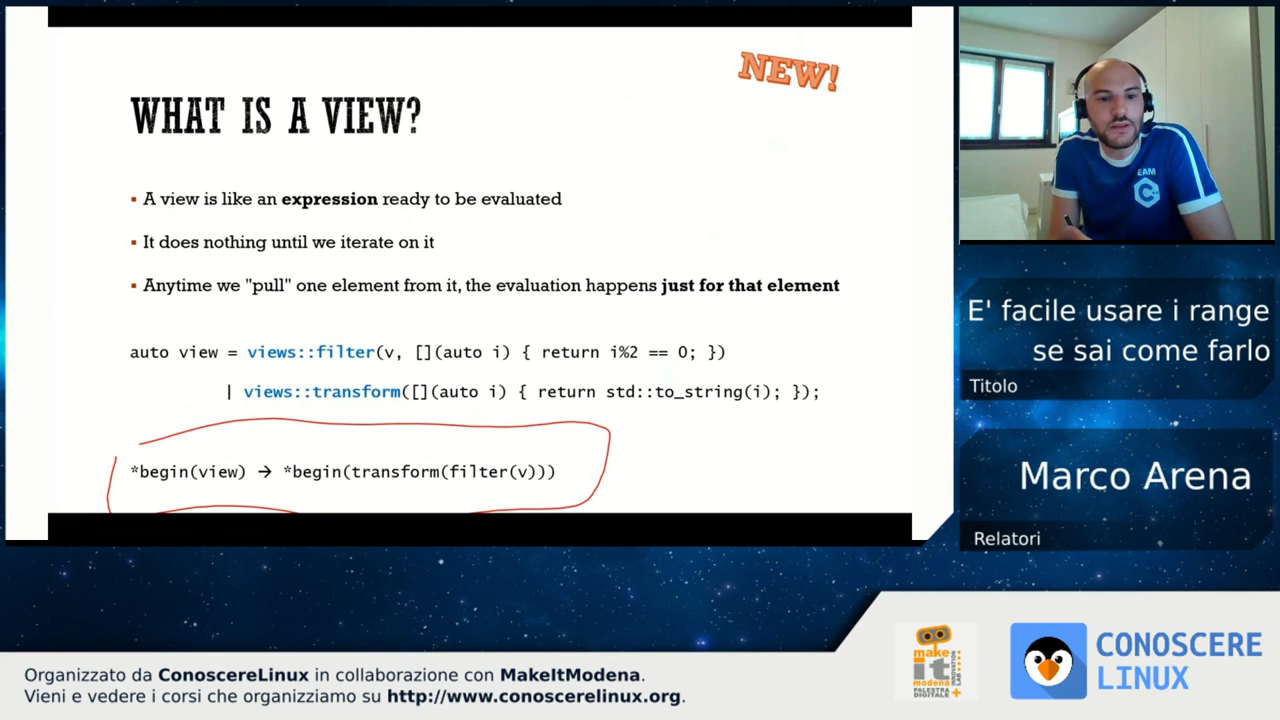 NEW!
WHAT IS A VIEW?
▪ A view is like an expression ready to be evaluated
▪ It does nothing until we iterate on it
▪ Anytime we "pull" one element from it, the evaluation happens just for that element
auto view = views::filter(v, [](auto i) { return i%2 == 0; })
| views::transform([](auto i) { return std::to_string(i); });
*begin(view) → *begin(transform(filter(v)))
EAM
C++
E' facile usare i range
se sai come farlo
Titolo
Marco Arena
Relatori
make
it
modena
PALESTRA
DIGITALE
CONOSCERE
LINUX
Organizzato da ConoscereLinux in collaborazione con MakeItModena.
Vieni e vedere i corsi che organizziamo su http://www.conoscerelinux.org.